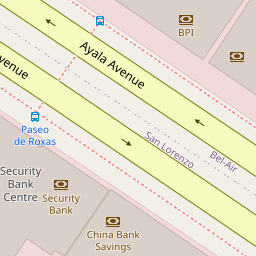 BPI
Ayala Avenue
venue
Paseo
de Roxas
San Lorenzo
Bel-Air
Security
Bank
Centre
Security
Bank
China Bank
Savings